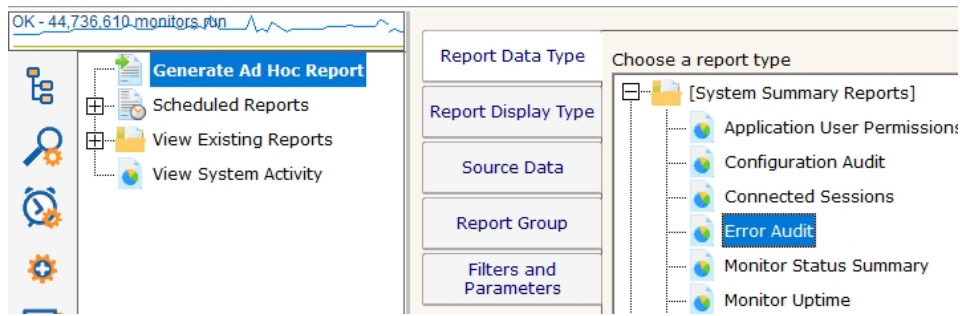 OK - 44,736,610 monitors run
Generate Ad Hoc Report
Scheduled Reports
View Existing Reports
View System Activity
Report Data Type
Report Display Type
Source Data
Report Group
Filters and
Parameters
Choose a report type
[System Summary Reports]
Application User Permissions
Configuration Audit
Connected Sessions
Error Audit
Monitor Status Summary
Monitor Uptime